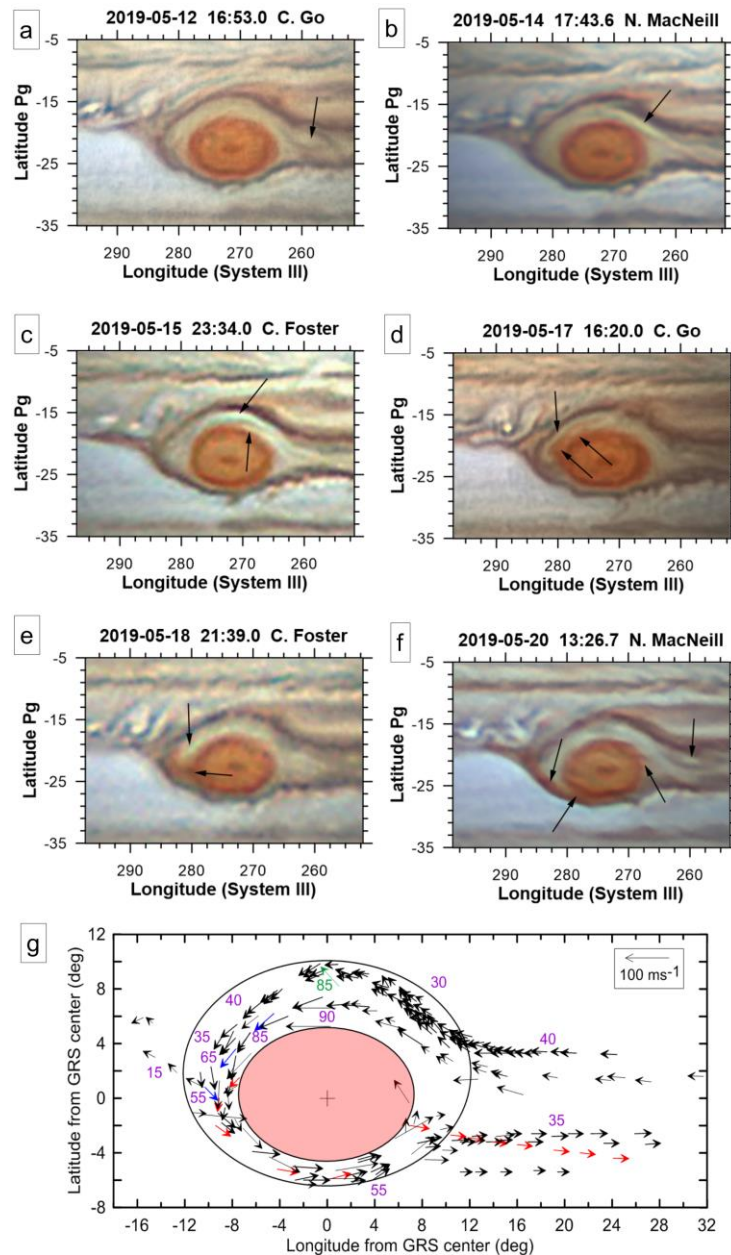 a
2019-05-12 16:53.0 C. Go
Latitude Pg
-5
-15
-25
-35
290 280 270 260
Longitude (System III)
b
2019-05-14 17:43.6 N. MacNeill
Latitude Pg
-5
-15
-25
-35
290 280 270 260
Longitude (System III)
c
2019-05-15 23:34.0 C. Foster
Latitude Pg
-5
-15
-25
-35
290 280 270 260
Longitude (System III)
d
2019-05-17 16:20.0 C. Go
Latitude Pg
-5
-15
-25
-35
290 280 270 260
Longitude (System III)
e
2019-05-18 21:39.0 C. Foster
Latitude Pg
-5
-15
-25
-35
290 280 270 260
Longitude (System III)
f
2019-05-20 13:26.7 N. MacNeill
Latitude Pg
-5
-15
-25
-35
290 280 270 260
Longitude (System III)
g
Latitude from GRS center (deg)
12
8
4
0
-4
-8
100 ms-1
30
85
40
90
35
85
65
40
15
55
35
55
-16 -12 -8 -4 0 4 8 12 16 20 24 28 32
Longitude from GRS center (deg)